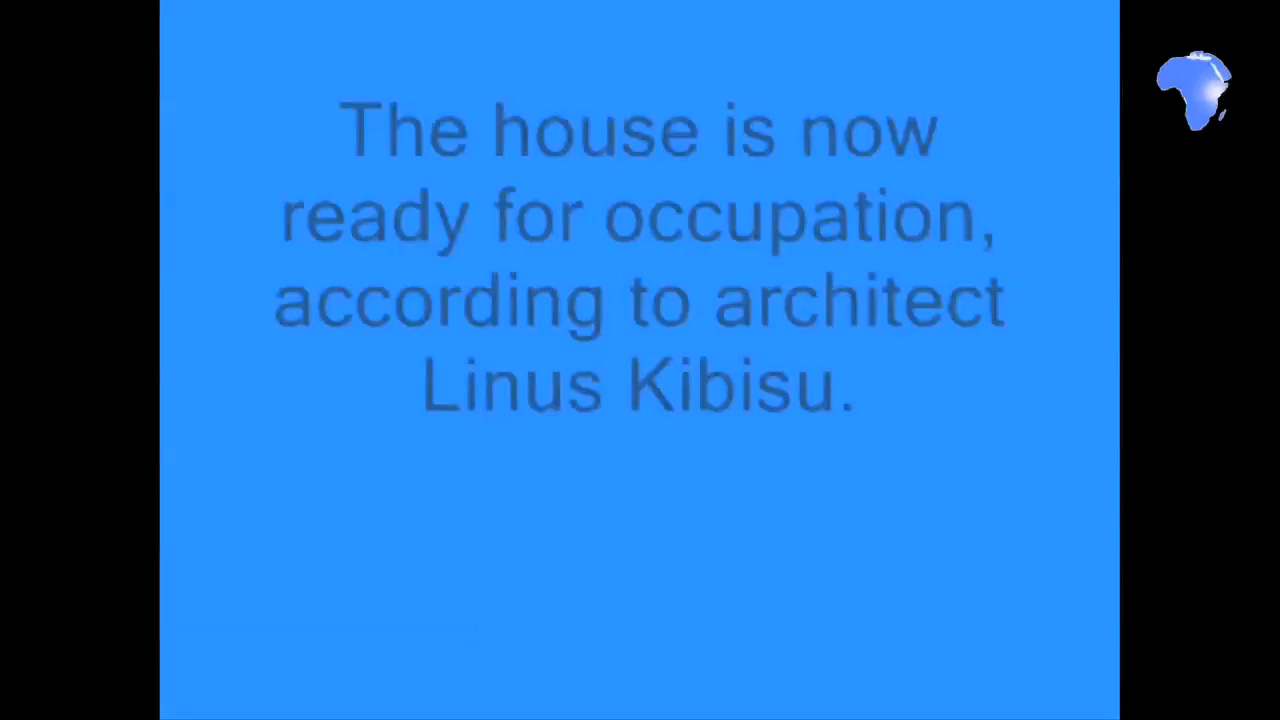 The house is now
ready for occupation,
according to architect
Linus Kibisu.